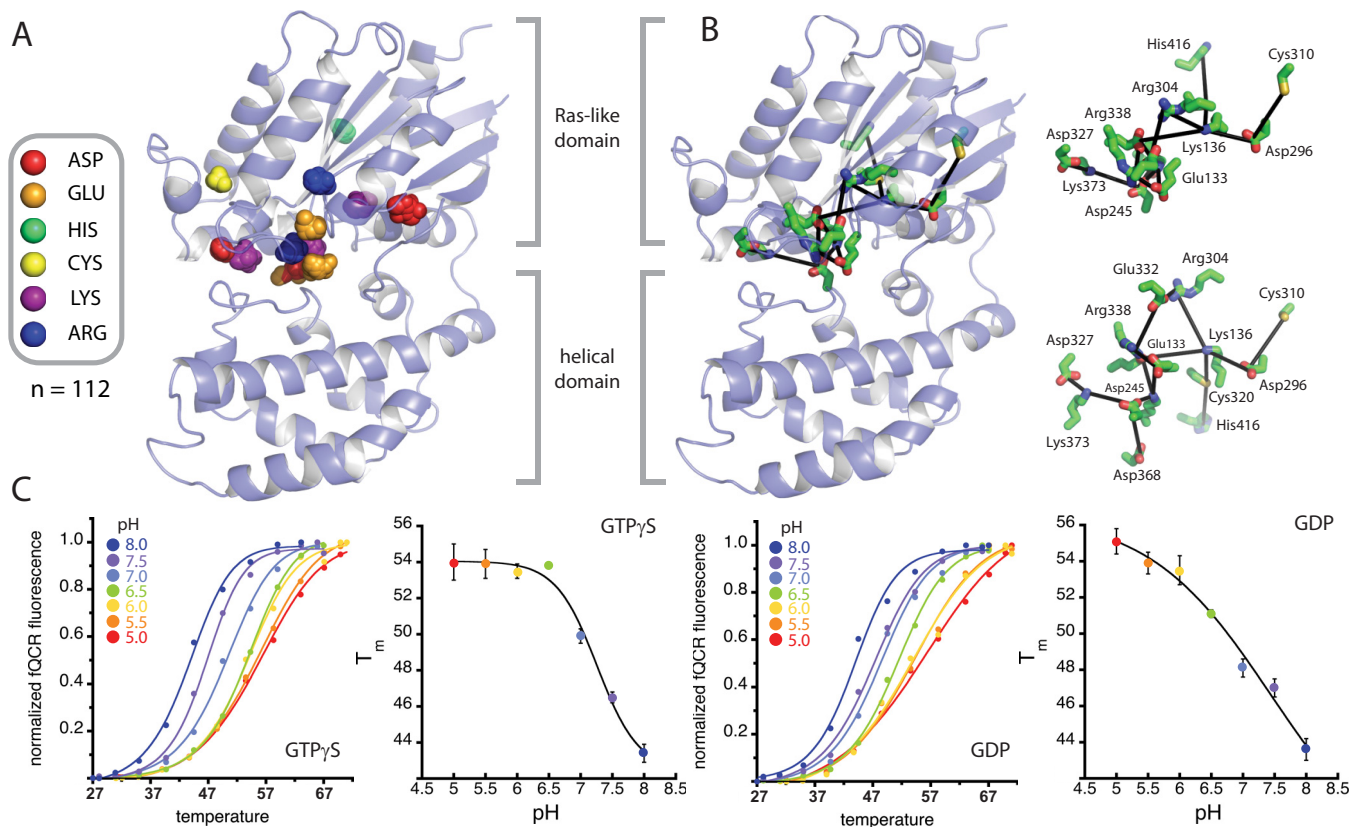 A
ASP
GLU
HIS
CYS
LYS
ARG
n = 112
Ras-like
domain
helical
domain
B
His416
Cys310
Arg304
Arg338
Asp327
Lys136
Asp296
Lys373
Glu133
Asp245
Arg304
Glu332
Cys310
Arg338
Asp327
Glu133
Lys136
Asp245
Asp296
Cys320
Lys373
His416
Asp368
C
normalized fQCR fluorescence
1.0
0.8
0.6
0.4
0.2
pH
8.0
7.5
7.0
6.5
6.0
5.5
5.0
GTPγS
27 37 47 57 67
temperature
GTPγS
Tm
56
54
52
50
48
46
44
42
4.5 5 5.5 6 6.5 7 7.5 8 8.5
pH
normalized fQCR fluorescence
1.0
0.8
0.6
0.4
0.2
pH
8.0
7.5
7.0
6.5
6.0
5.5
5.0
GDP
27 37 47 57 67
temperature
GDP
Tm
56
54
52
50
48
46
44
42
4.5 5 5.5 6 6.5 7 7.5 8 8.5
pH